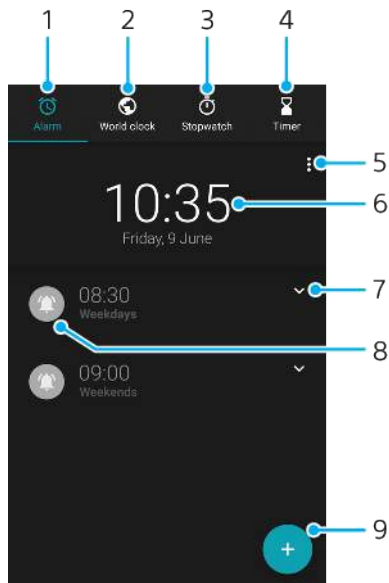 1 2 3 4
Alarm World clock Stopwatch Timer
5
10:35 6
Friday, 9 June
08:30 7
Weekdays
8
09:00
Weekends
9